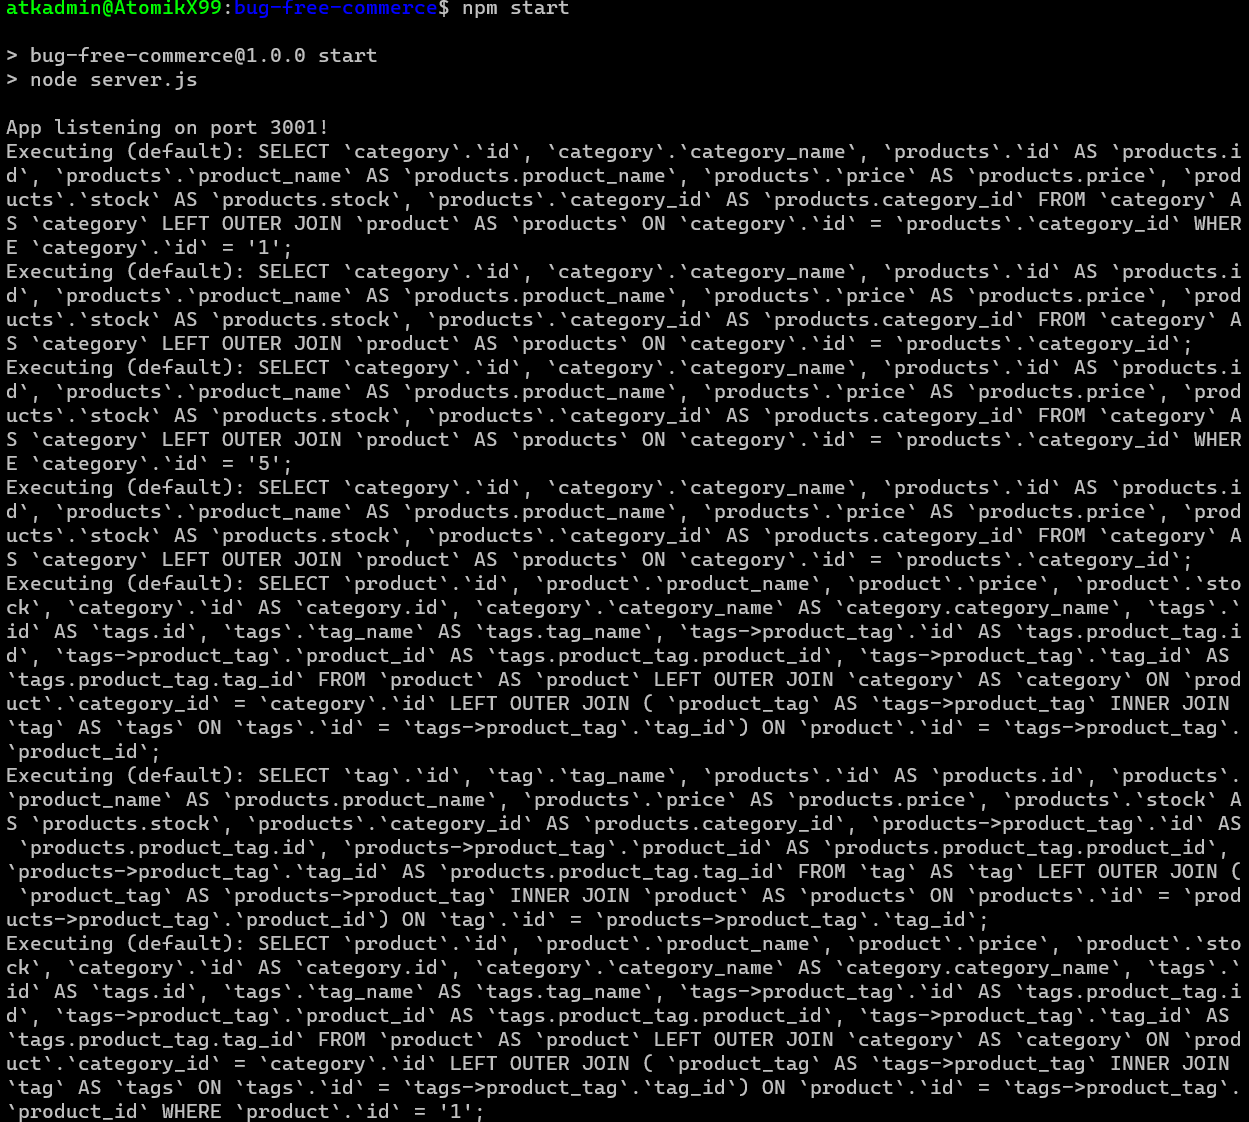 atkadmin@AtomikX99:bug-free-commerce$ npm start
> bug-free-commerce@1.0.0 start
> node server.js
App listening on port 3001!
Executing (default): SELECT `category`.`id`, `category`.`category_name`, `products`.`id` AS `products.i
d`, `products`.`product_name` AS `products.product_name`, `products`.`price` AS `products.price`, `prod
ucts`.`stock` AS `products.stock`, `products`.`category_id` AS `products.category_id` FROM `category` A
S `category` LEFT OUTER JOIN `product` AS `products` ON `category`.`id` = `products`.`category_id` WHER
E `category`.`id` = '1';
Executing (default): SELECT `category`.`id`, `category`.`category_name`, `products`.`id` AS `products.i
d`, `products`.`product_name` AS `products.product_name`, `products`.`price` AS `products.price`, `prod
ucts`.`stock` AS `products.stock`, `products`.`category_id` AS `products.category_id` FROM `category` A
S `category` LEFT OUTER JOIN `product` AS `products` ON `category`.`id` = `products`.`category_id`;
Executing (default): SELECT `category`.`id`, `category`.`category_name`, `products`.`id` AS `products.i
d`, `products`.`product_name` AS `products.product_name`, `products`.`price` AS `products.price`, `prod
ucts`.`stock` AS `products.stock`, `products`.`category_id` AS `products.category_id` FROM `category` A
S `category` LEFT OUTER JOIN `product` AS `products` ON `category`.`id` = `products`.`category_id` WHER
E `category`.`id` = '5';
Executing (default): SELECT `category`.`id`, `category`.`category_name`, `products`.`id` AS `products.i
d`, `products`.`product_name` AS `products.product_name`, `products`.`price` AS `products.price`, `prod
ucts`.`stock` AS `products.stock`, `products`.`category_id` AS `products.category_id` FROM `category` A
S `category` LEFT OUTER JOIN `product` AS `products` ON `category`.`id` = `products`.`category_id`;
Executing (default): SELECT `product`.`id`, `product`.`product_name`, `product`.`price`, `product`.`sto
ck`, `category`.`id` AS `category.id`, `category`.`category_name` AS `category.category_name`, `tags`.`
id` AS `tags.id`, `tags`.`tag_name` AS `tags.tag_name`, `tags->product_tag`.`id` AS `tags.product_tag.i
d`, `tags->product_tag`.`product_id` AS `tags.product_tag.product_id`, `tags->product_tag`.`tag_id` AS
`tags.product_tag.tag_id` FROM `product` AS `product` LEFT OUTER JOIN `category` AS `category` ON `prod
uct`.`category_id` = `category`.`id` LEFT OUTER JOIN ( `product_tag` AS `tags->product_tag` INNER JOIN
`tag` AS `tags` ON `tags`.`id` = `tags->product_tag`.`tag_id`) ON `product`.`id` = `tags->product_tag`.
`product_id`;
Executing (default): SELECT `tag`.`id`, `tag`.`tag_name`, `products`.`id` AS `products.id`, `products`.
`product_name` AS `products.product_name`, `products`.`price` AS `products.price`, `products`.`stock` A
S `products.stock`, `products`.`category_id` AS `products.category_id`, `products->product_tag`.`id` AS
`products.product_tag.id`, `products->product_tag`.`product_id` AS `products.product_tag.product_id`,
`products->product_tag`.`tag_id` AS `products.product_tag.tag_id` FROM `tag` AS `tag` LEFT OUTER JOIN (
`product_tag` AS `products->product_tag` INNER JOIN `product` AS `products` ON `products`.`id` = `prod
ucts->product_tag`.`product_id`) ON `tag`.`id` = `products->product_tag`.`tag_id`;
Executing (default): SELECT `product`.`id`, `product`.`product_name`, `product`.`price`, `product`.`sto
ck`, `category`.`id` AS `category.id`, `category`.`category_name` AS `category.category_name`, `tags`.`
id` AS `tags.id`, `tags`.`tag_name` AS `tags.tag_name`, `tags->product_tag`.`id` AS `tags.product_tag.i
d`, `tags->product_tag`.`product_id` AS `tags.product_tag.product_id`, `tags->product_tag`.`tag_id` AS
`tags.product_tag.tag_id` FROM `product` AS `product` LEFT OUTER JOIN `category` AS `category` ON `prod
uct`.`category_id` = `category`.`id` LEFT OUTER JOIN ( `product_tag` AS `tags->product_tag` INNER JOIN
`tag` AS `tags` ON `tags`.`id` = `tags->product_tag`.`tag_id`) ON `product`.`id` = `tags->product_tag`.
`product_id` WHERE `product`.`id` = '1';